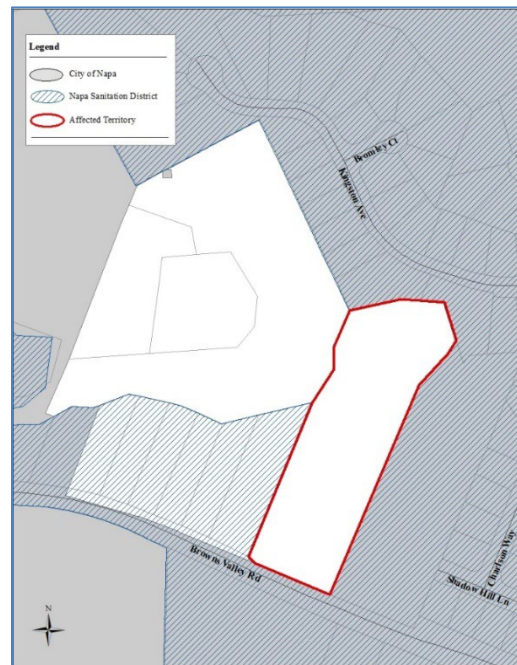 Legend
City of Napa
Napa Sanitation District
Affected Territory
Bromley Ct
Kingston Ave
Browns Valley Rd
Charlson Way
Shadow Hill Ln
N